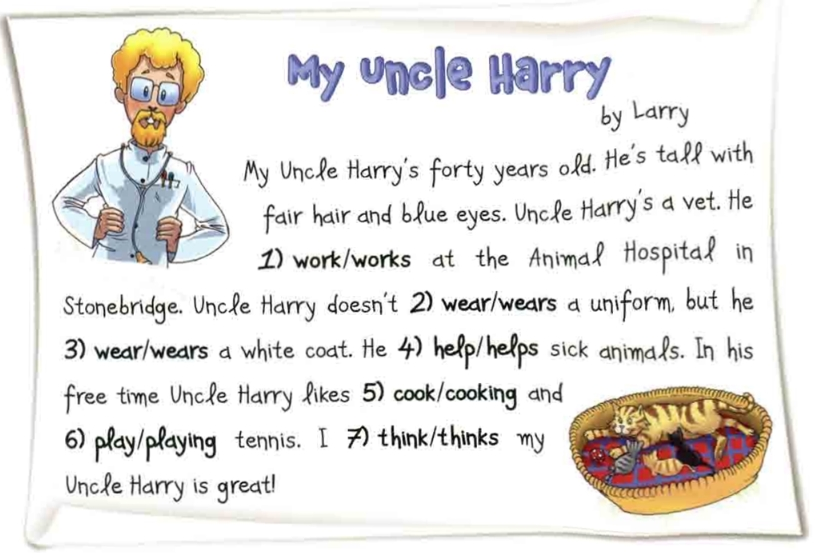 My Uncle Harry
by Larry
My Uncle Harry's forty years old. He's tall with
fair hair and blue eyes. Uncle Harry's a vet. He
1) work/works at the Animal Hospital in
Stonebridge. Uncle Harry doesn't 2) wear/wears a uniform, but he
3) wear/wears a white coat. He 4) help/helps sick animals. In his
free time Uncle Harry likes 5) cook/cooking and
6) play/playing tennis. I 7) think/thinks my
Uncle Harry is great!